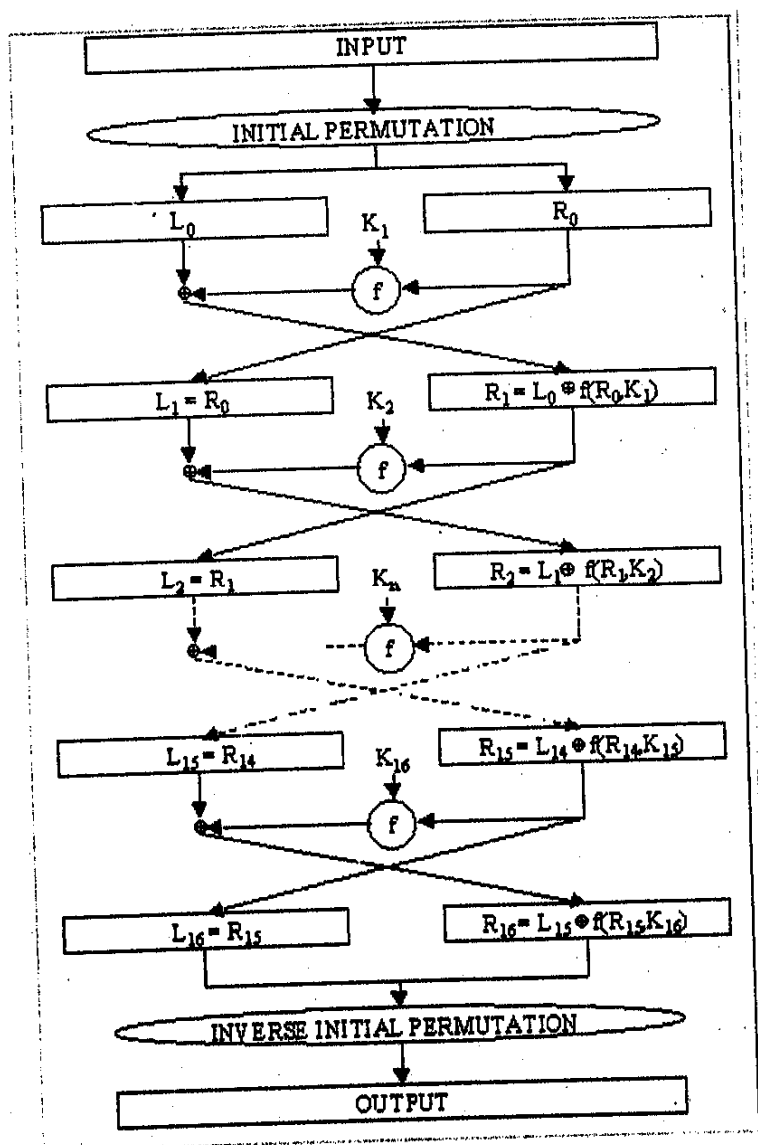 INPUT
INITIAL PERMUTATION
L₀
R₀
K₁
f
L₁ = R₀
R₁ = L₀ ⊕ f(R₀,K₁)
K₂
f
L₂ = R₁
R₂ = L₁ ⊕ f(R₁,K₂)
Kₙ
f
L₁₅ = R₁₄
R₁₅ = L₁₄ ⊕ f(R₁₄,K₁₅)
K₁₆
f
L₁₆ = R₁₅
R₁₆ = L₁₅ ⊕ f(R₁₅,K₁₆)
INVERSE INITIAL PERMUTATION
OUTPUT